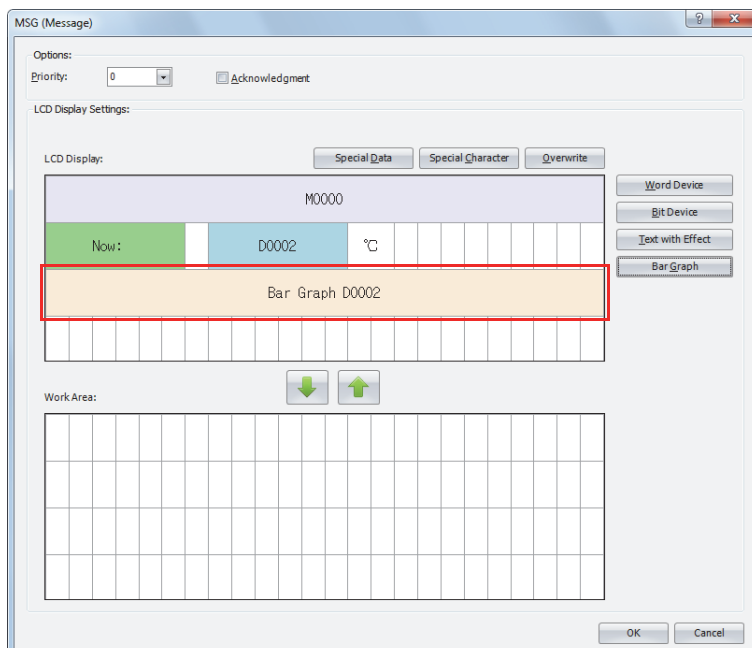 MSG (Message)
Options:
Priority: 0 Acknowledgment
LCD Display Settings:
LCD Display: Special Data Special Character Overwrite
M0000 Word Device
Bit Device
Now: D0002 ℃ Text with Effect
Bar Graph D0002 Bar Graph
Work Area:
OK Cancel